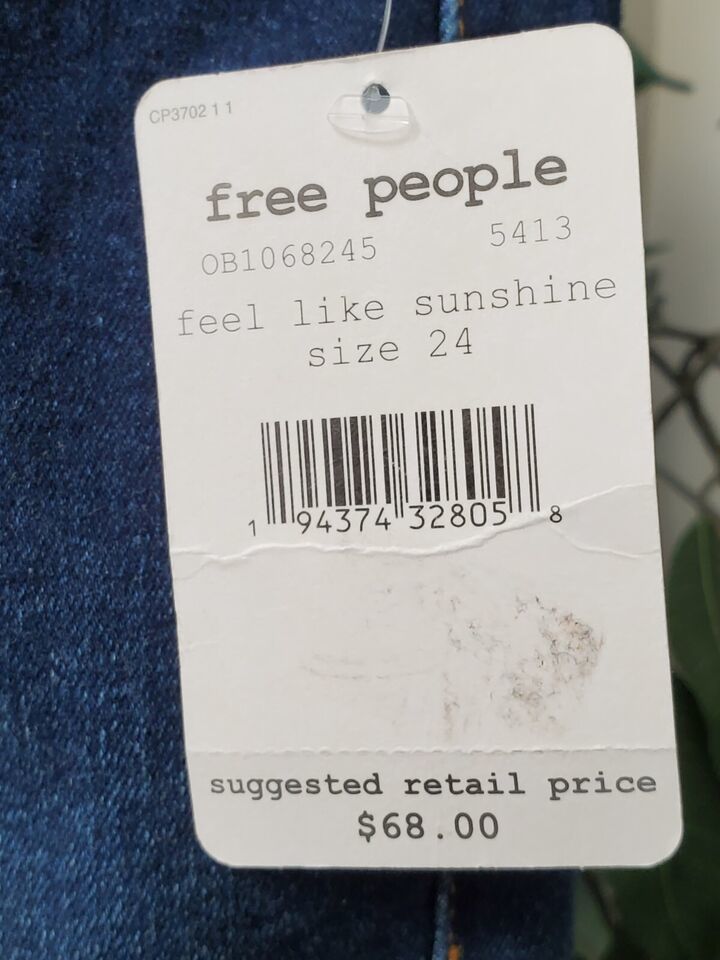 CP3702 1 1
free people
OB1068245 5413
feel like sunshine
size 24
1 94374 32805 8
suggested retail price
$68.00